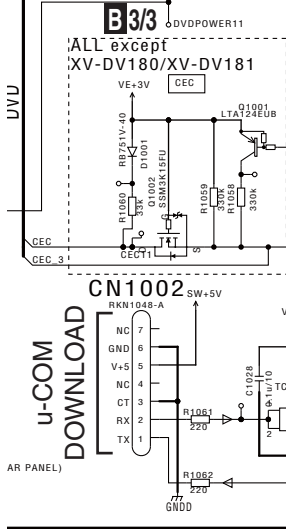 B 3/3
DVDPOWER11
ALL except
XV-DV180/XV-DV181
VE+3V
CEC
Q1001
LTA124EUB
DVD
RB751V-40
D1001
Q1002
SSM3K15FU
R1060
33k
R1059
330k
R1058
330k
G
D
S
CEC
CECT1
CEC_3
CN1002
SW+5V
RKN1048-A
u-COM
DOWNLOAD
NC 7
GND 6
V+5 5
NC 4
CT 3
RX 2
TX 1
C1028
R1061
220
2
AR PANEL)
R1062
220
GNDD